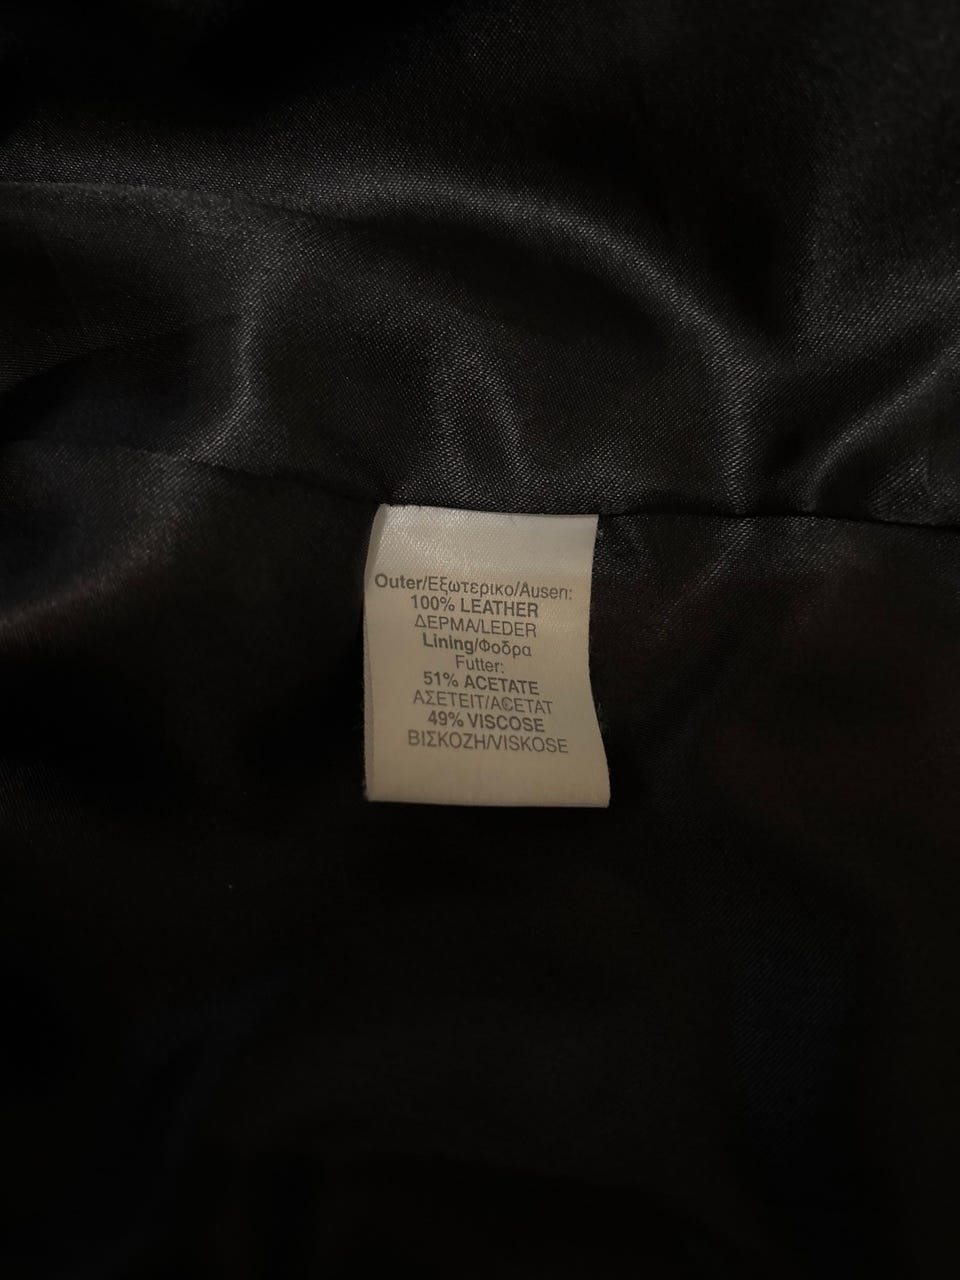 Outer/Εξωτερικο/Ausen:
100% LEATHER
ΔΕΡΜΑ/LEDER
Lining/Φοδρα
Futter:
51% ACETATE
ΑΣΕΤΕΙΤ/ACETAT
49% VISCOSE
ΒΙΣΚΟΖΗ/VISKOSE